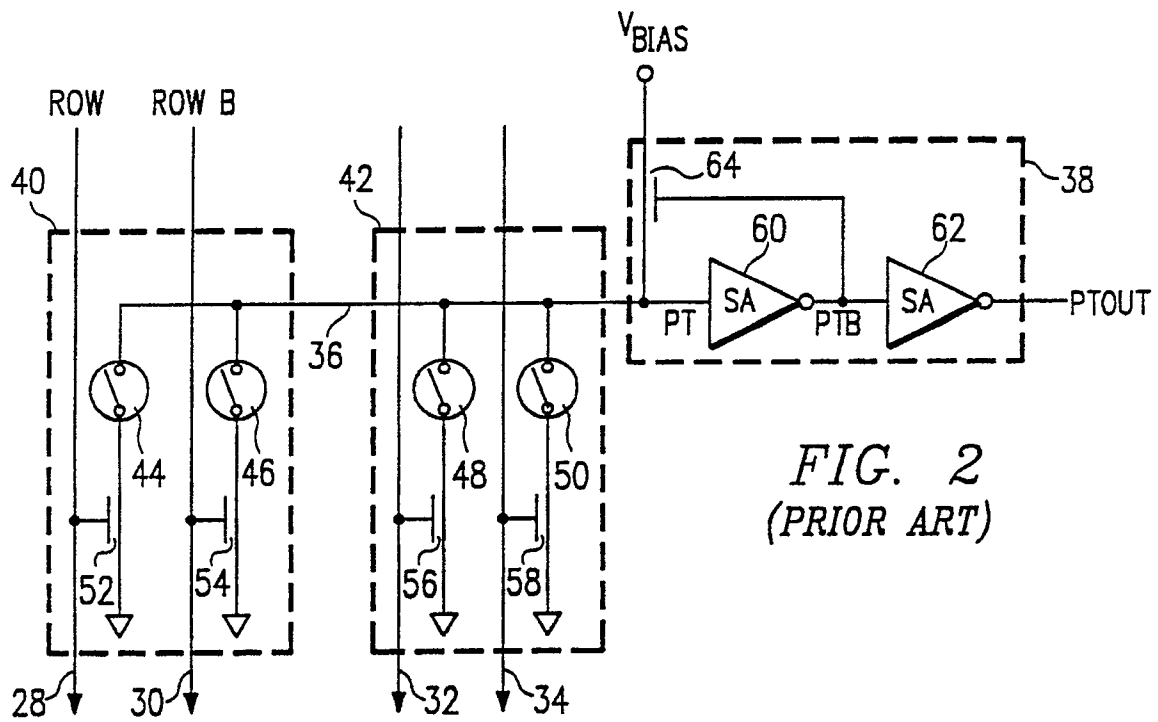 V_BIAS
ROW ROW B
40 42 64 38
60 62
SA SA
PT PTB PTOUT
36
44 46 48 50
52 54 56 58
28 30 32 34
FIG. 2
(PRIOR ART)